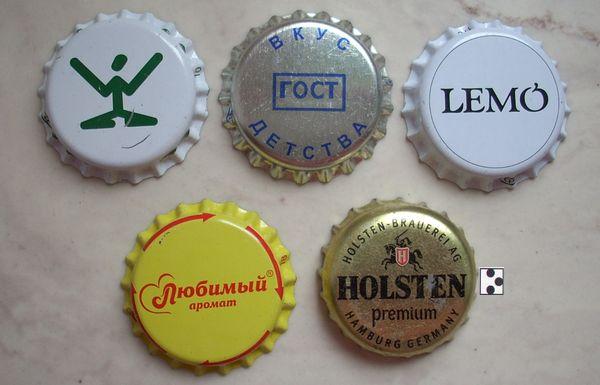 ВКУС
ГОСТ
ДЕТСТВА
LEMÓ
Любимый®
аромат
HOLSTEN-BRAUEREI AG
H
HOLSTEN
premium
HAMBURG GERMANY